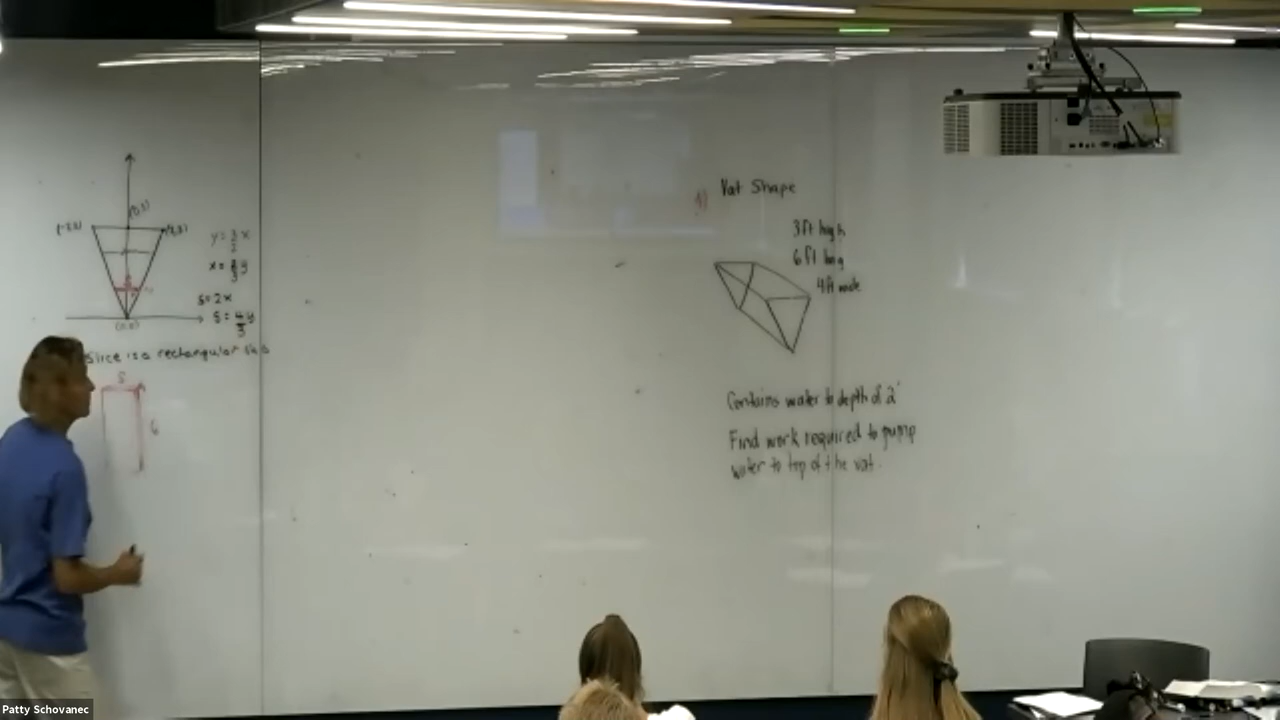 (0,3)
(-2,3)
(2,3)
y = 3/2 x
x = 2/3 y
s = 2x
s = 4y/3
(0,0)
Slice is a rectangular
s
6
1)
Vat Shape
3 ft high
6 ft long
4 ft wide
Contains water to depth of 2'
Find work required to pump
water to top of the vat.
Patty Schovanec